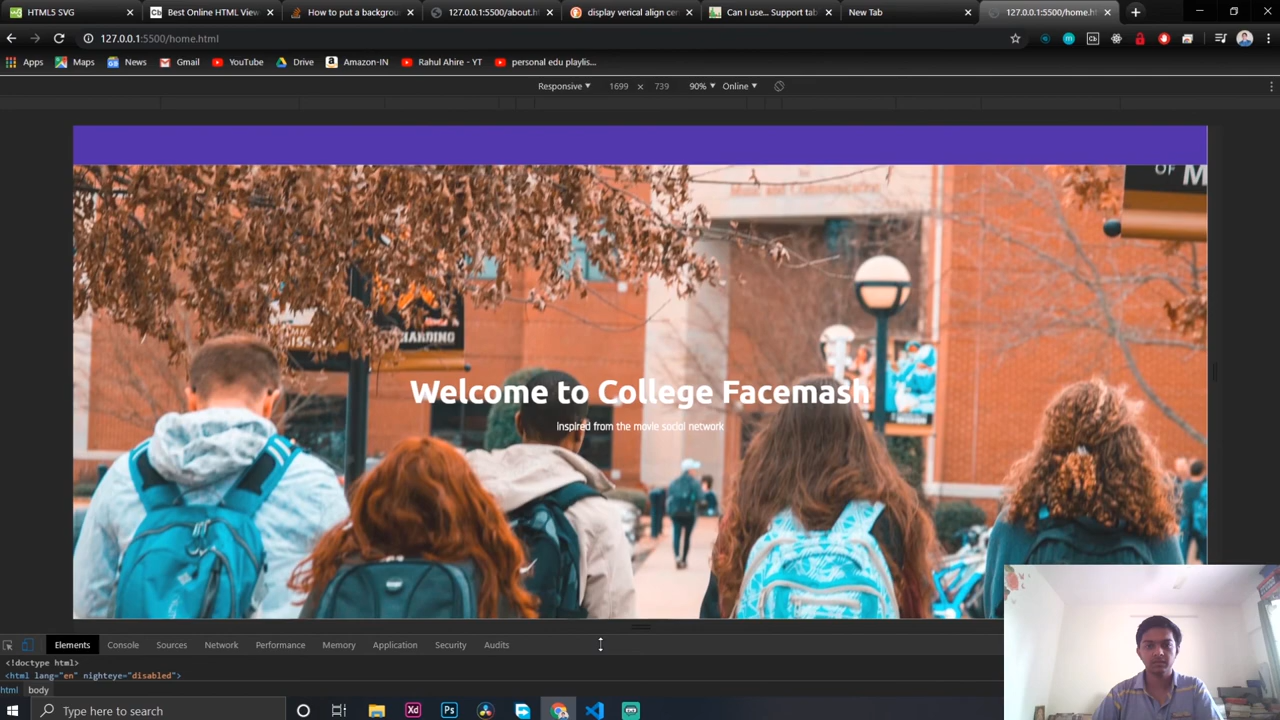 HTML5 SVG
Best Online HTML View
How to put a backgrou
127.0.0.1:5500/about.h
display verical align ce
Can I use... Support tab
New Tab
127.0.0.1:5500/home.h
127.0.0.1:5500/home.html
Apps Maps News Gmail YouTube Drive Amazon-IN Rahul Ahire - YT personal edu playlis...
Responsive 1699 × 739 90% Online
OF M
HARDING
Welcome to College Facemash
inspired from the movie social network
Elements Console Sources Network Performance Memory Application Security Audits
<!doctype html>
<html lang="en" nighteye="disabled">
html body
Type here to search